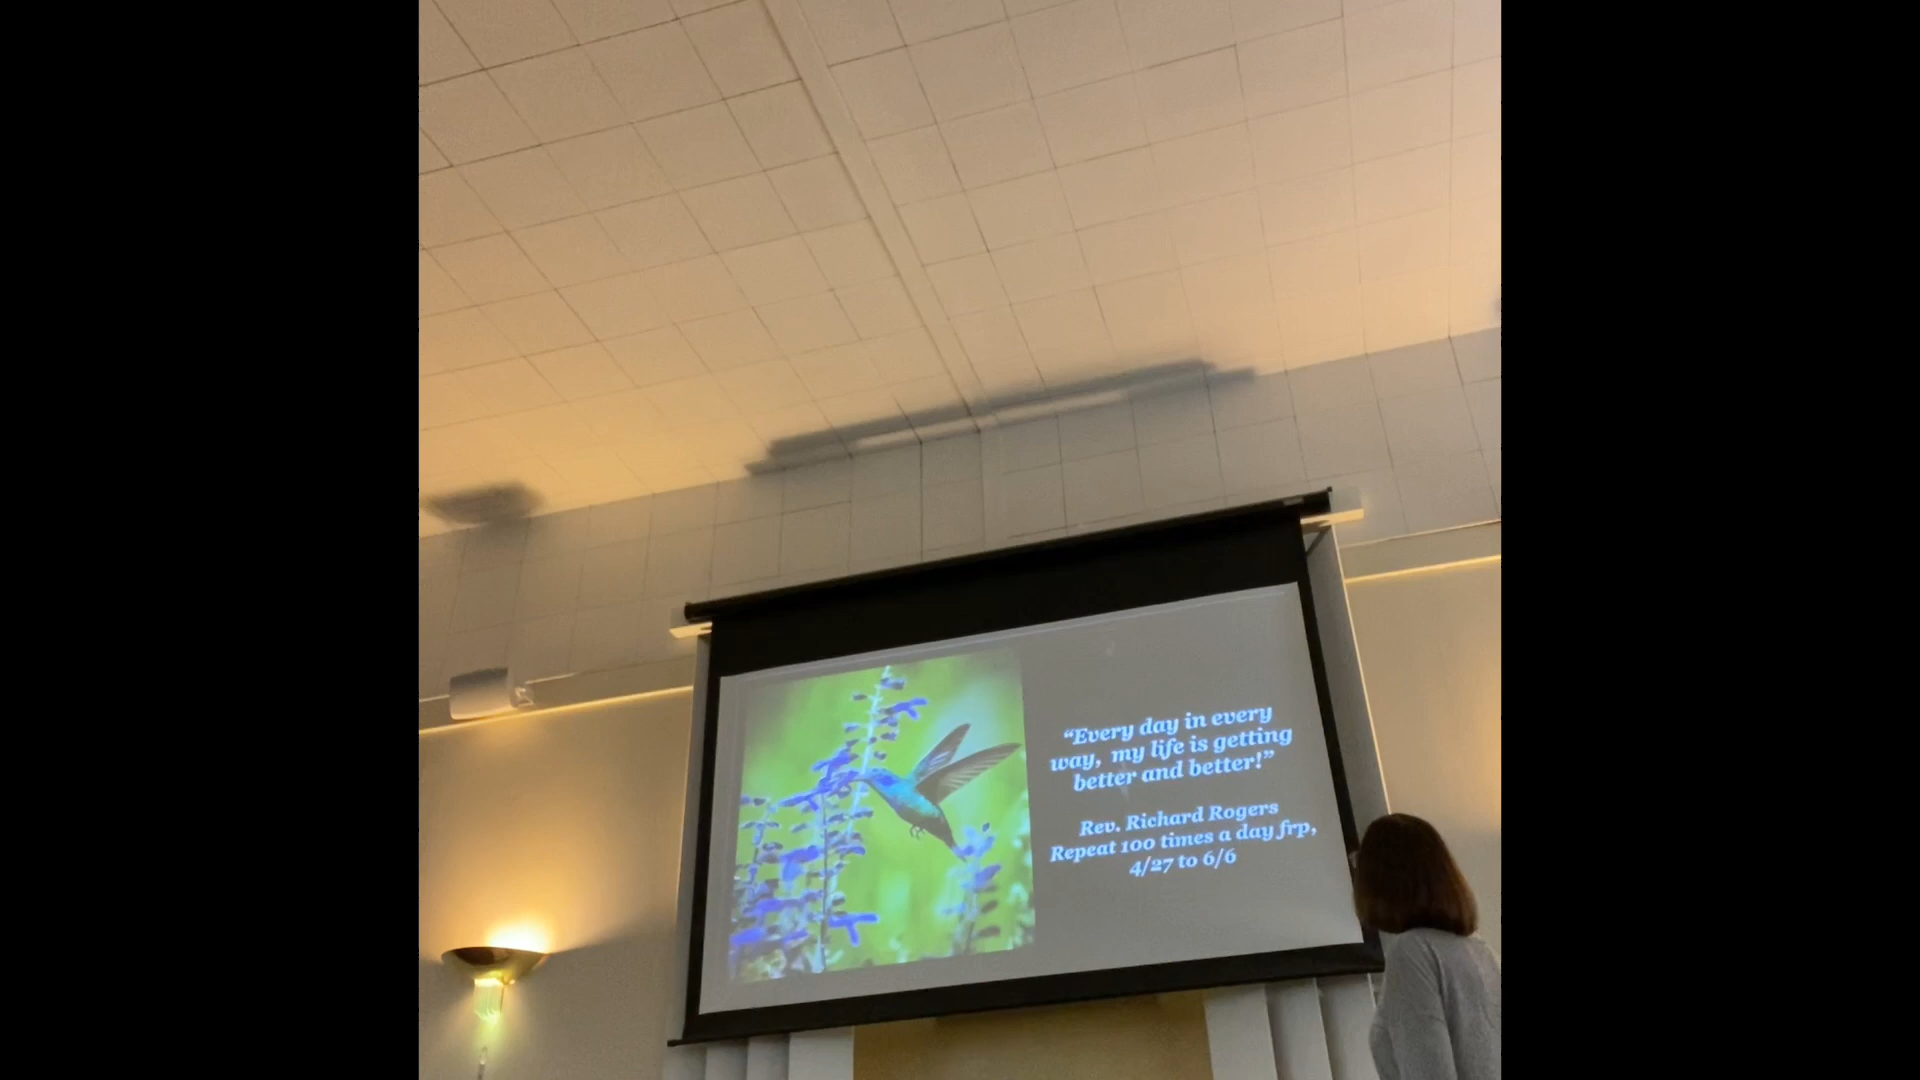 “Every day in every
way, my life is getting
better and better!”
Rev. Richard Rogers
Repeat 100 times a day frp,
4/27 to 6/6